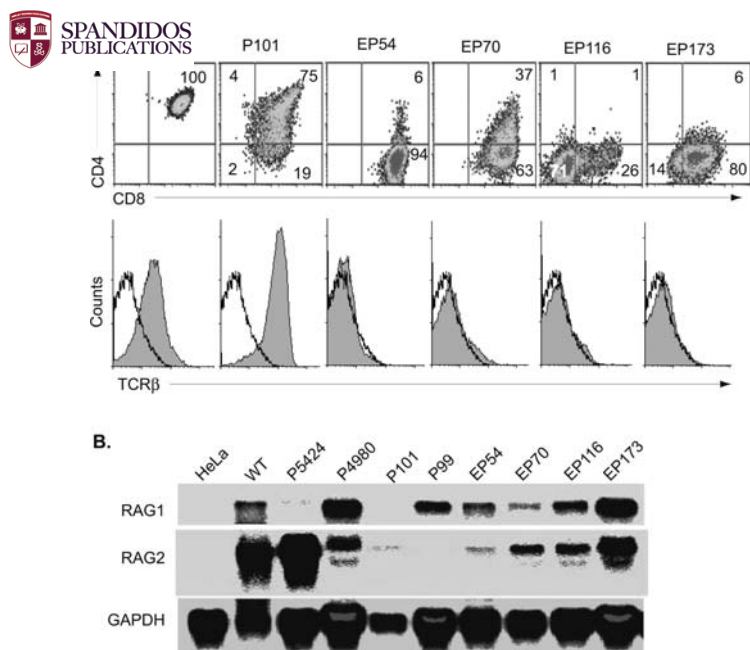 SPANDIDOS
PUBLICATIONS
P101 EP54 EP70 EP116 EP173
100 4 75 6 37 1 1 6
2 19 94 63 26 14 80
CD4
CD8
Counts
TCRβ
B.
HeLa WT P5424 P4980 P101 P99 EP54 EP70 EP116 EP173
RAG1
RAG2
GAPDH